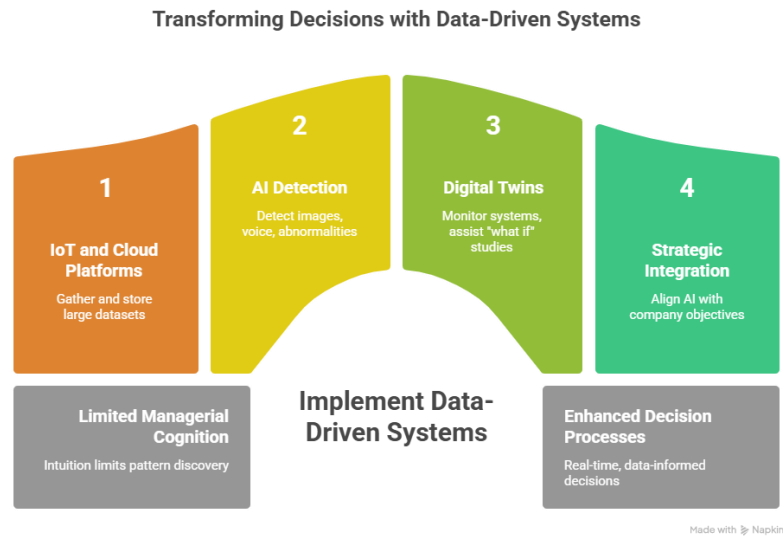 Transforming Decisions with Data-Driven Systems
1
IoT and Cloud
Platforms
Gather and store
large datasets
2
AI Detection
Detect images,
voice, abnormalities
3
Digital Twins
Monitor systems,
assist "what if"
studies
4
Strategic
Integration
Align AI with
company objectives
Limited Managerial
Cognition
Intuition limits pattern discovery
Implement Data-
Driven Systems
Enhanced Decision
Processes
Real-time, data-informed
decisions
Made with Napkin